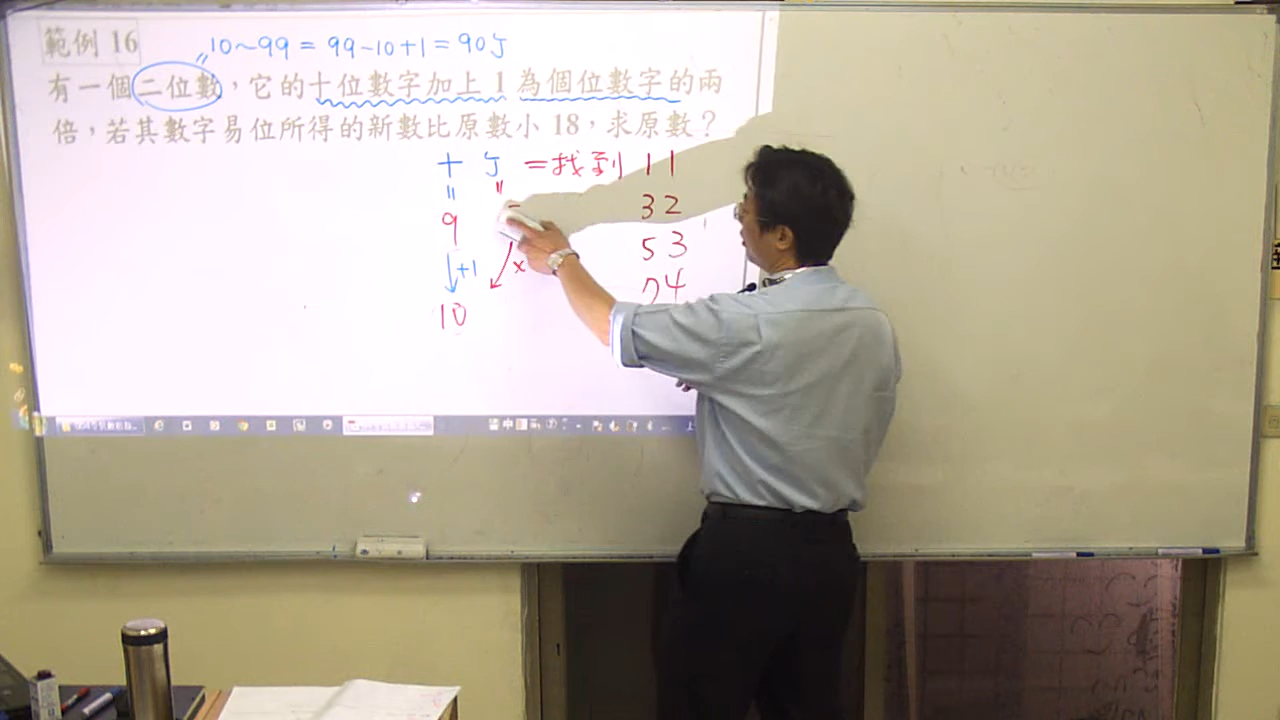 範例 16
10~99=99-10+1=90個
有一個二位數，它的十位數字加上 1 為個位數字的兩
倍，若其數字易位所得的新數比原數小 18，求原數？
十 個 =找到 11
32
9
53
+1 x
74
10
中